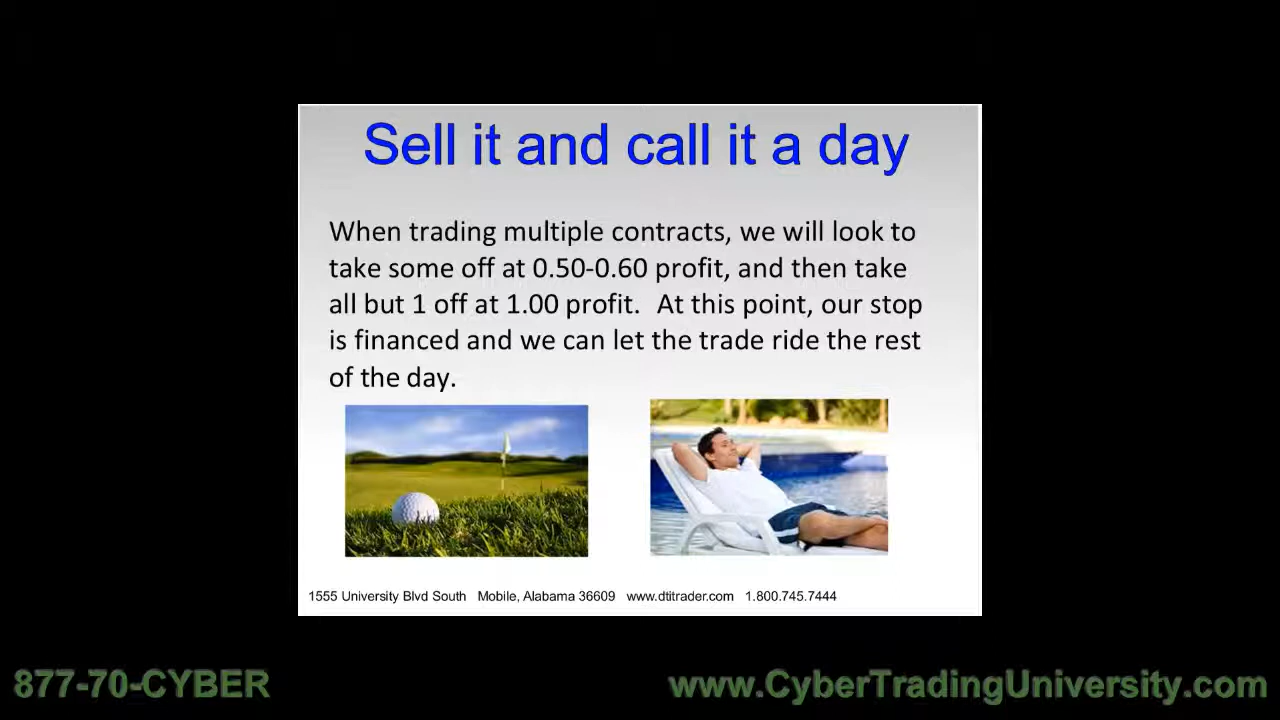 Sell it and call it a day
When trading multiple contracts, we will look to
take some off at 0.50-0.60 profit, and then take
all but 1 off at 1.00 profit.  At this point, our stop
is financed and we can let the trade ride the rest
of the day.
1555 University Blvd South   Mobile, Alabama 36609   www.dtitrader.com   1.800.745.7444
877-70-CYBER
www.CyberTradingUniversity.com